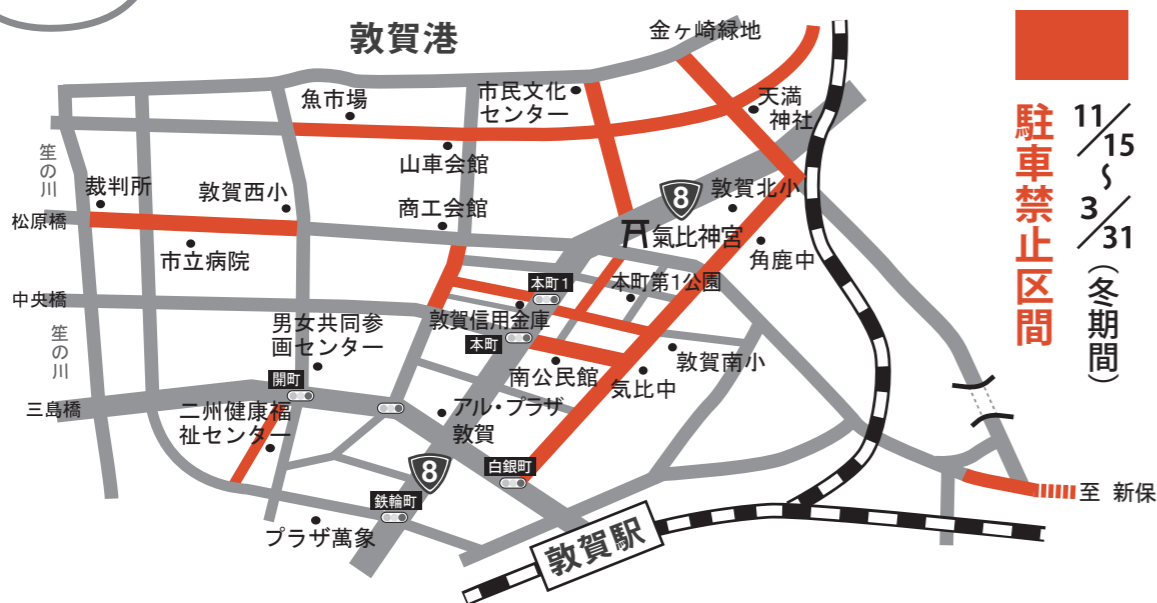 敦賀港
金ヶ崎緑地
魚市場
市民文化
センター
天満
神社
山車会館
笙の川
裁判所
敦賀西小
商工会館
8
敦賀北小
松原橋
氣比神宮
市立病院
角鹿中
中央橋
本町1
本町第1公園
敦賀信用金庫
笙の川
男女共同参
画センター
本町
敦賀南小
南公民館
気比中
開町
三島橋
二州健康福
祉センター
アル・プラザ
敦賀
8
白銀町
鉄輪町
至 新保
プラザ萬象
敦賀駅
駐車禁止区間
11/15~3/31(冬期間)